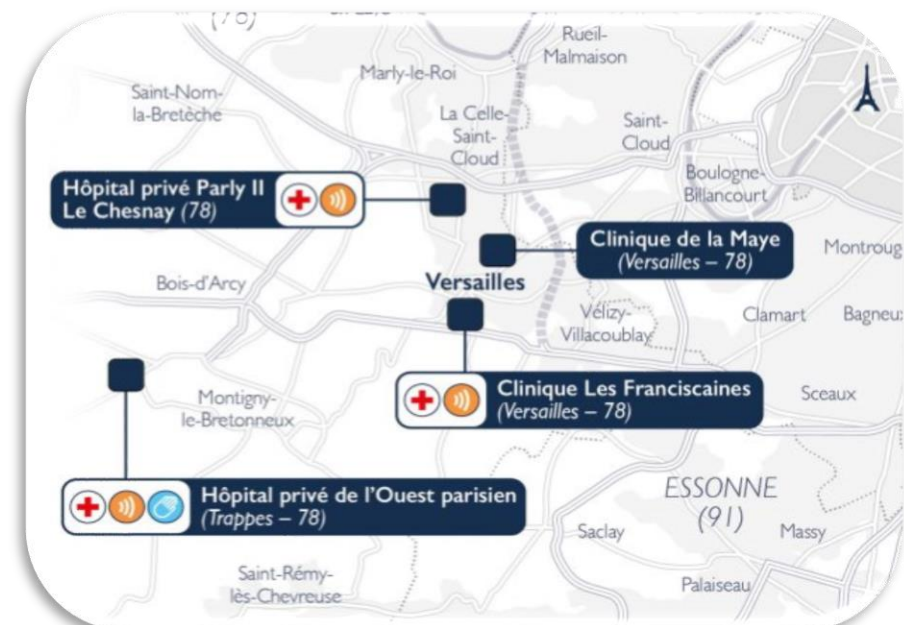 (78)
Rueil-
Malmaison
Marly-le-Roi
Saint-Nom-
la-Bretèche
La Celle-
Saint-
Cloud
Saint-
Cloud
Boulogne-
Billancourt
Hôpital privé Parly II
Le Chesnay (78)
Clinique de la Maye
(Versailles – 78)
Montroug
Versailles
Bois-d'Arcy
Vélizy-
Villacoublay
Clamart
Bagneux
Montigny-
le-Bretonneux
Clinique Les Franciscaines
(Versailles – 78)
Sceaux
Hôpital privé de l'Ouest parisien
(Trappes – 78)
ESSONNE
(91)
Saclay
Massy
Saint-Rémy-
lès-Chevreuse
Palaiseau